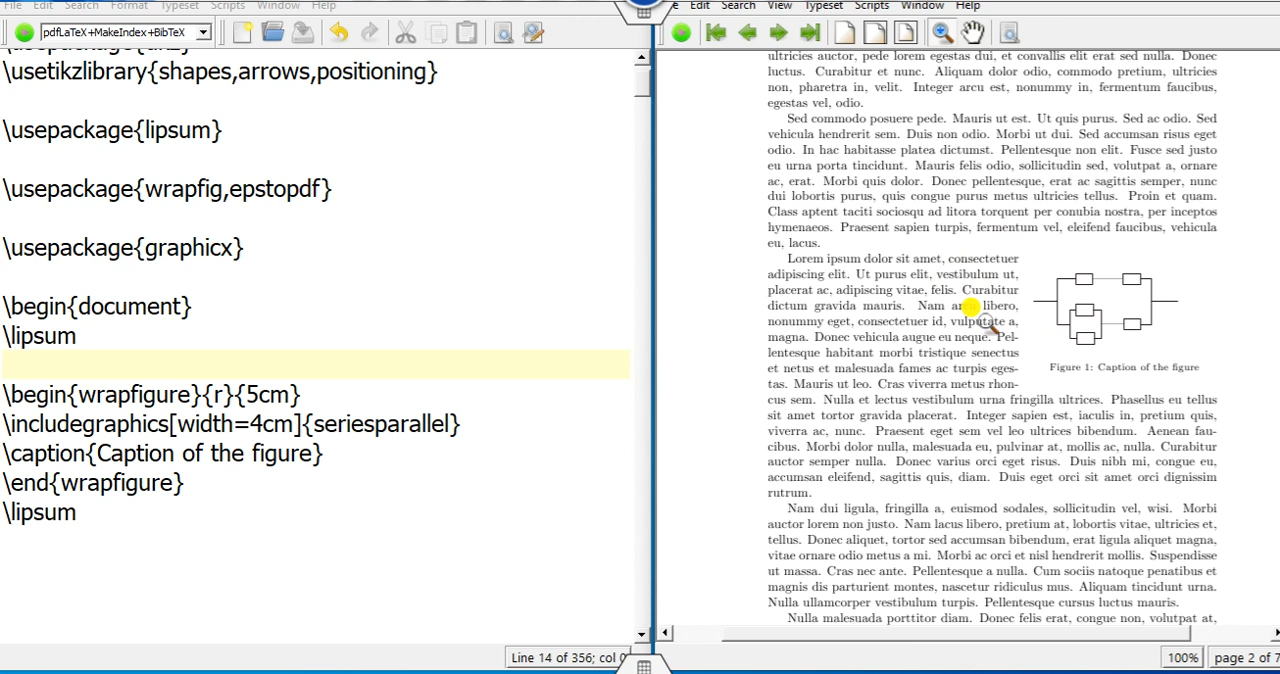 File Edit Search Format Typeset Scripts Window Help
pdfLaTeX+MakeIndex+BibTeX
\usetikzlibrary{shapes,arrows,positioning}
\usepackage{lipsum}
\usepackage{wrapfig,epstopdf}
\usepackage{graphicx}
\begin{document}
\lipsum
\begin{wrapfigure}{r}{5cm}
\includegraphics[width=4cm]{seriesparallel}
\caption{Caption of the figure}
\end{wrapfigure}
\lipsum
Line 14 of 356; col 0
Edit Search View Typeset Scripts Window Help
ultricies auctor, pede lorem egestas dui, et convallis elit erat sed nulla. Donec
luctus. Curabitur et nunc. Aliquam dolor odio, commodo pretium, ultricies
non, pharetra in, velit. Integer arcu est, nonummy in, fermentum faucibus,
egestas vel, odio.
Sed commodo posuere pede. Mauris ut est. Ut quis purus. Sed ac odio. Sed
vehicula hendrerit sem. Duis non odio. Morbi ut dui. Sed accumsan risus eget
odio. In hac habitasse platea dictumst. Pellentesque non elit. Fusce sed justo
eu urna porta tincidunt. Mauris felis odio, sollicitudin sed, volutpat a, ornare
ac, erat. Morbi quis dolor. Donec pellentesque, erat ac sagittis semper, nunc
dui lobortis purus, quis congue purus metus ultricies tellus. Proin et quam.
Class aptent taciti sociosqu ad litora torquent per conubia nostra, per inceptos
hymenaeos. Praesent sapien turpis, fermentum vel, eleifend faucibus, vehicula
eu, lacus.
Lorem ipsum dolor sit amet, consectetuer
adipiscing elit. Ut purus elit, vestibulum ut,
placerat ac, adipiscing vitae, felis. Curabitur
dictum gravida mauris. Nam arcu libero,
nonummy eget, consectetuer id, vulputate a,
magna. Donec vehicula augue eu neque. Pel-
lentesque habitant morbi tristique senectus
et netus et malesuada fames ac turpis eges-
tas. Mauris ut leo. Cras viverra metus rhon-
Figure 1: Caption of the figure
cus sem. Nulla et lectus vestibulum urna fringilla ultrices. Phasellus eu tellus
sit amet tortor gravida placerat. Integer sapien est, iaculis in, pretium quis,
viverra ac, nunc. Praesent eget sem vel leo ultrices bibendum. Aenean fau-
cibus. Morbi dolor nulla, malesuada eu, pulvinar at, mollis ac, nulla. Curabitur
auctor semper nulla. Donec varius orci eget risus. Duis nibh mi, congue eu,
accumsan eleifend, sagittis quis, diam. Duis eget orci sit amet orci dignissim
rutrum.
Nam dui ligula, fringilla a, euismod sodales, sollicitudin vel, wisi. Morbi
auctor lorem non justo. Nam lacus libero, pretium at, lobortis vitae, ultricies et,
tellus. Donec aliquet, tortor sed accumsan bibendum, erat ligula aliquet magna,
vitae ornare odio metus a mi. Morbi ac orci et nisl hendrerit mollis. Suspendisse
ut massa. Cras nec ante. Pellentesque a nulla. Cum sociis natoque penatibus et
magnis dis parturient montes, nascetur ridiculus mus. Aliquam tincidunt urna.
Nulla ullamcorper vestibulum turpis. Pellentesque cursus luctus mauris.
Nulla malesuada porttitor diam. Donec felis erat, congue non, volutpat at,
100%
page 2 of 7